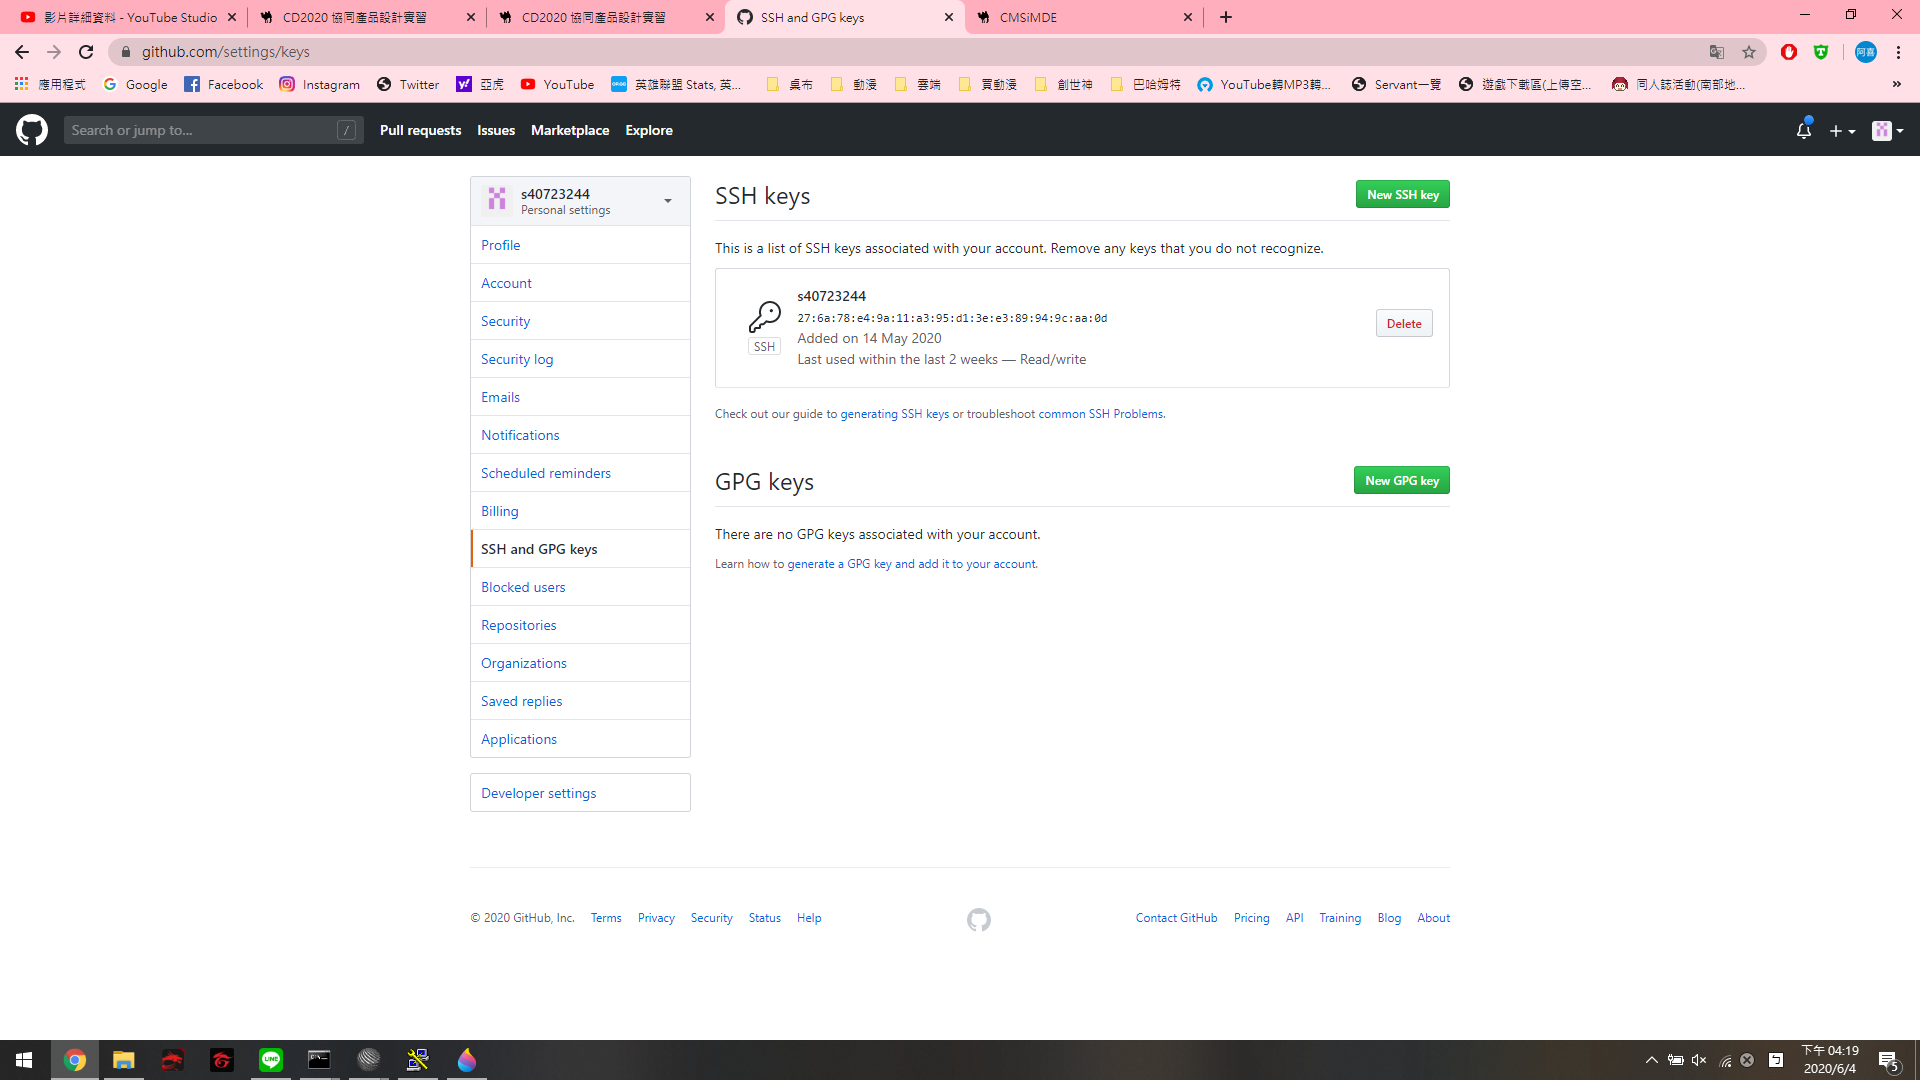 影片詳細資料 - YouTube Studio
CD2020 協同產品設計實習
CD2020 協同產品設計實習
SSH and GPG keys
CMSiMDE
github.com/settings/keys
阿喜
應用程式
Google
Facebook
Instagram
Twitter
亞虎
YouTube
英雄聯盟 Stats, 英...
桌布
動漫
雲端
買動漫
創世神
巴哈姆特
YouTube轉MP3轉...
Servant一覽
遊戲下載區(上傳空...
同人誌活動(南部地...
»
Search or jump to...
/
Pull requests
Issues
Marketplace
Explore
s40723244
Personal settings
Profile
Account
Security
Security log
Emails
Notifications
Scheduled reminders
Billing
SSH and GPG keys
Blocked users
Repositories
Organizations
Saved replies
Applications
Developer settings
SSH keys
New SSH key
This is a list of SSH keys associated with your account. Remove any keys that you do not recognize.
s40723244
27:6a:78:e4:9a:11:a3:95:d1:3e:e3:89:94:9c:aa:0d
Added on 14 May 2020
Last used within the last 2 weeks — Read/write
SSH
Delete
Check out our guide to generating SSH keys or troubleshoot common SSH Problems.
GPG keys
New GPG key
There are no GPG keys associated with your account.
Learn how to generate a GPG key and add it to your account.
© 2020 GitHub, Inc.
Terms
Privacy
Security
Status
Help
Contact GitHub
Pricing
API
Training
Blog
About
LINE
ㄅ
下午 04:19
2020/6/4
5